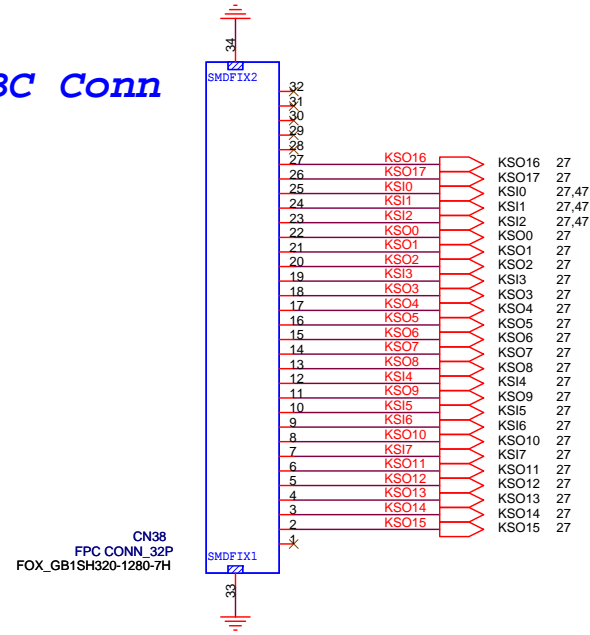 34
SMDFIX2
BC Conn
32
31
30
29
28
27 KSO16 KSO16 27
26 KSO17 KSO17 27
25 KSI0 KSI0 27,47
24 KSI1 KSI1 27,47
23 KSI2 KSI2 27,47
22 KSO0 KSO0 27
21 KSO1 KSO1 27
20 KSO2 KSO2 27
19 KSI3 KSI3 27
18 KSO3 KSO3 27
17 KSO4 KSO4 27
16 KSO5 KSO5 27
15 KSO6 KSO6 27
14 KSO7 KSO7 27
13 KSO8 KSO8 27
12 KSI4 KSI4 27
11 KSO9 KSO9 27
10 KSI5 KSI5 27
9 KSI6 KSI6 27
8 KSO10 KSO10 27
7 KSI7 KSI7 27
6 KSO11 KSO11 27
5 KSO12 KSO12 27
4 KSO13 KSO13 27
3 KSO14 KSO14 27
2 KSO15 KSO15 27
1
CN38
FPC CONN_32P
FOX_GB1SH320-1280-7H
SMDFIX1
33